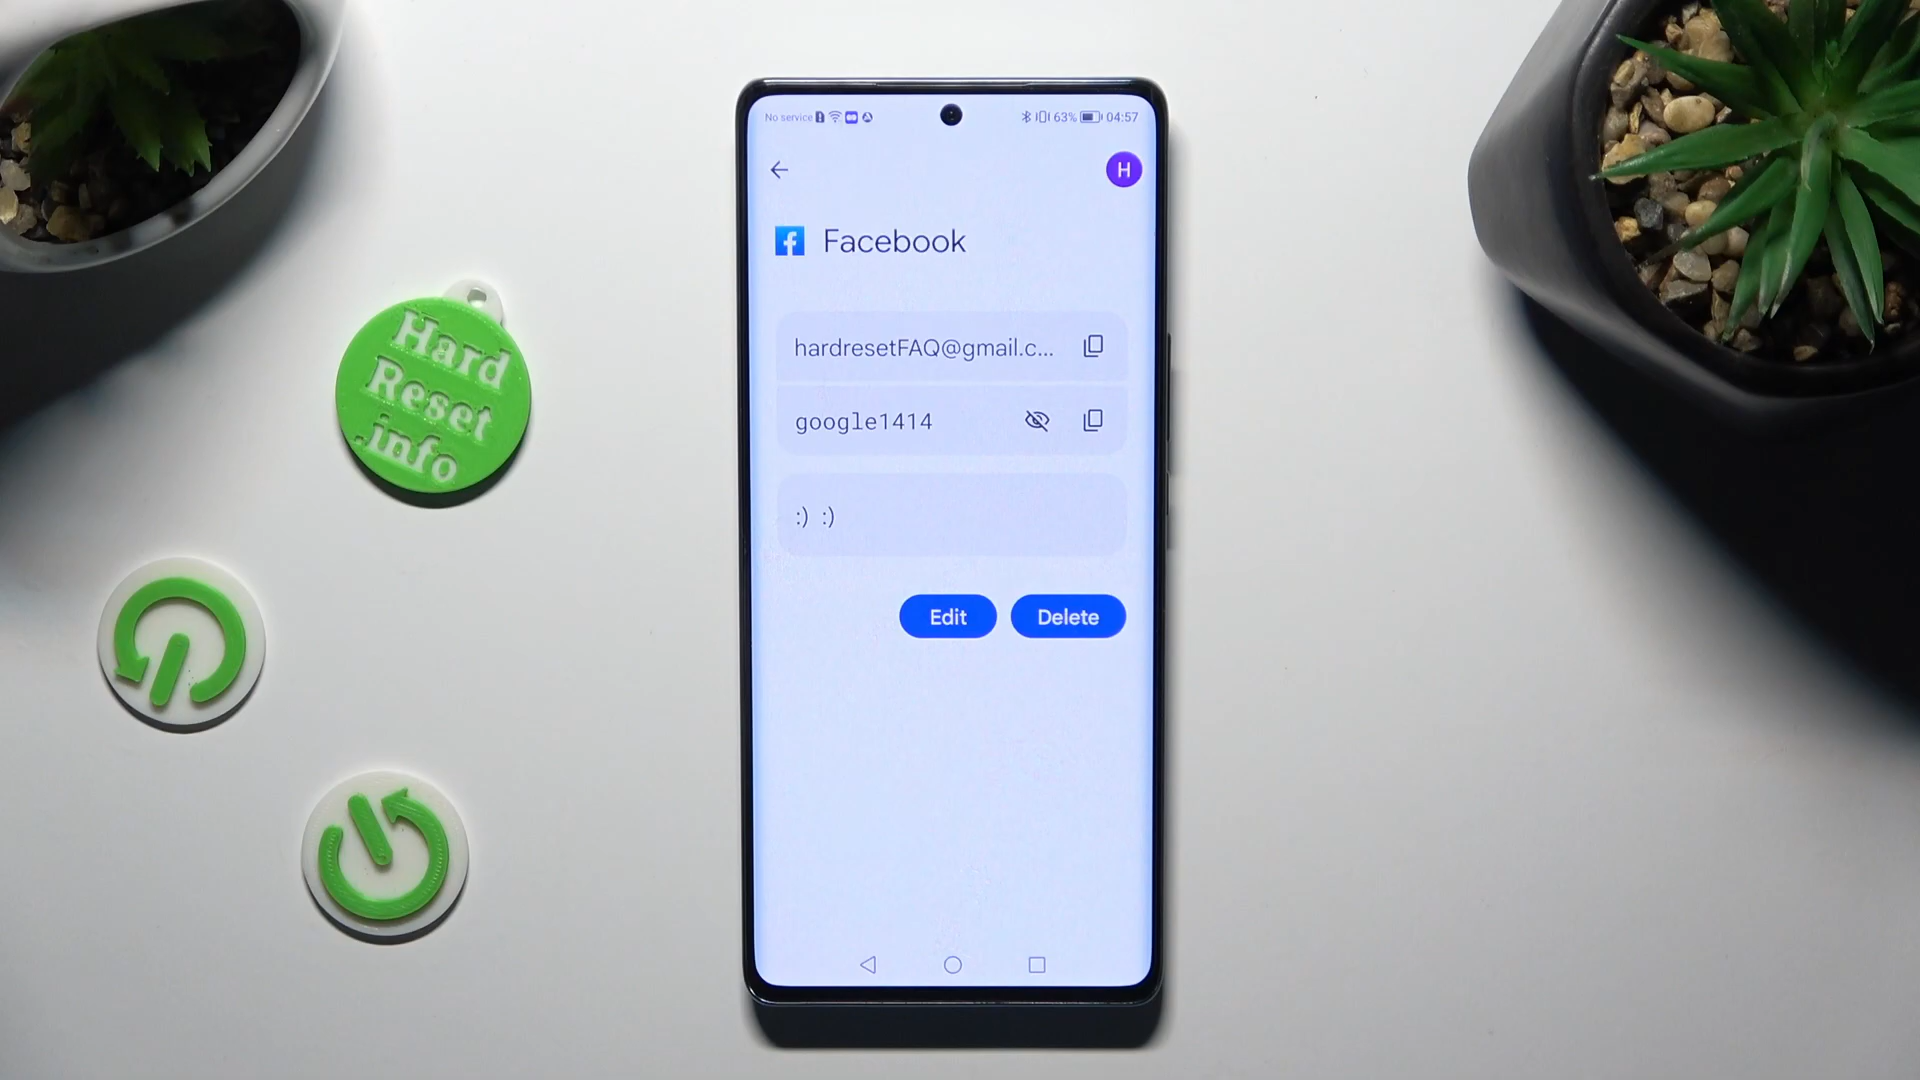 No service
63% 04:57
H
Facebook
hardresetFAQ@gmail.c...
google1414
:) :)
Edit
Delete
Hard
Reset
.info